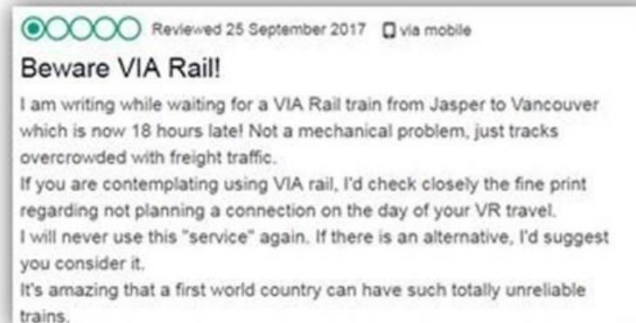 Reviewed 25 September 2017 via mobile
Beware VIA Rail!
I am writing while waiting for a VIA Rail train from Jasper to Vancouver
which is now 18 hours late! Not a mechanical problem, just tracks
overcrowded with freight traffic.
If you are contemplating using VIA rail, I'd check closely the fine print
regarding not planning a connection on the day of your VR travel.
I will never use this "service" again. If there is an alternative, I'd suggest
you consider it.
It's amazing that a first world country can have such totally unreliable
trains.